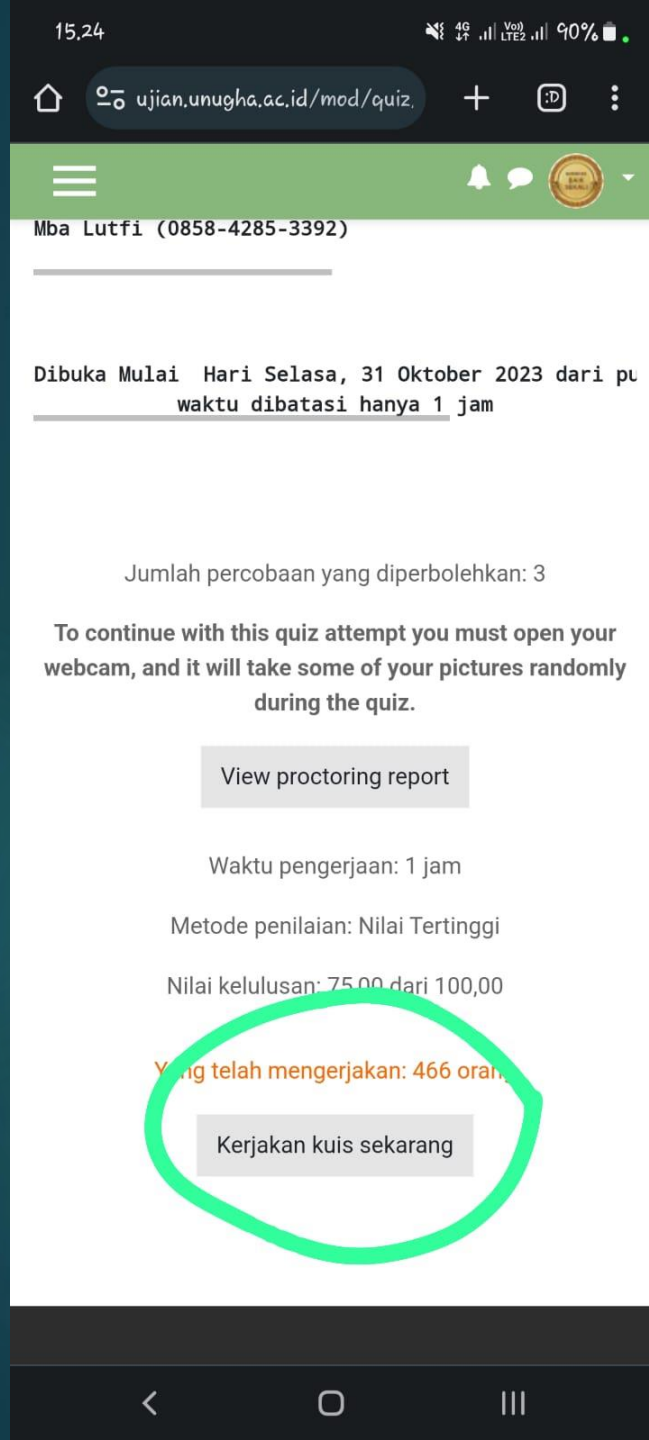 15.24
4G Vo)) LTE2 90%
ujian.unugha.ac.id/mod/quiz
:D
Mba Lutfi (0858-4285-3392)
Dibuka Mulai Hari Selasa, 31 Oktober 2023 dari pu
waktu dibatasi hanya 1 jam
Jumlah percobaan yang diperbolehkan: 3
To continue with this quiz attempt you must open your
webcam, and it will take some of your pictures randomly
during the quiz.
View proctoring report
Waktu pengerjaan: 1 jam
Metode penilaian: Nilai Tertinggi
Nilai kelulusan: 75,00 dari 100,00
telah mengerjakan: 466
Kerjakan kuis sekarang